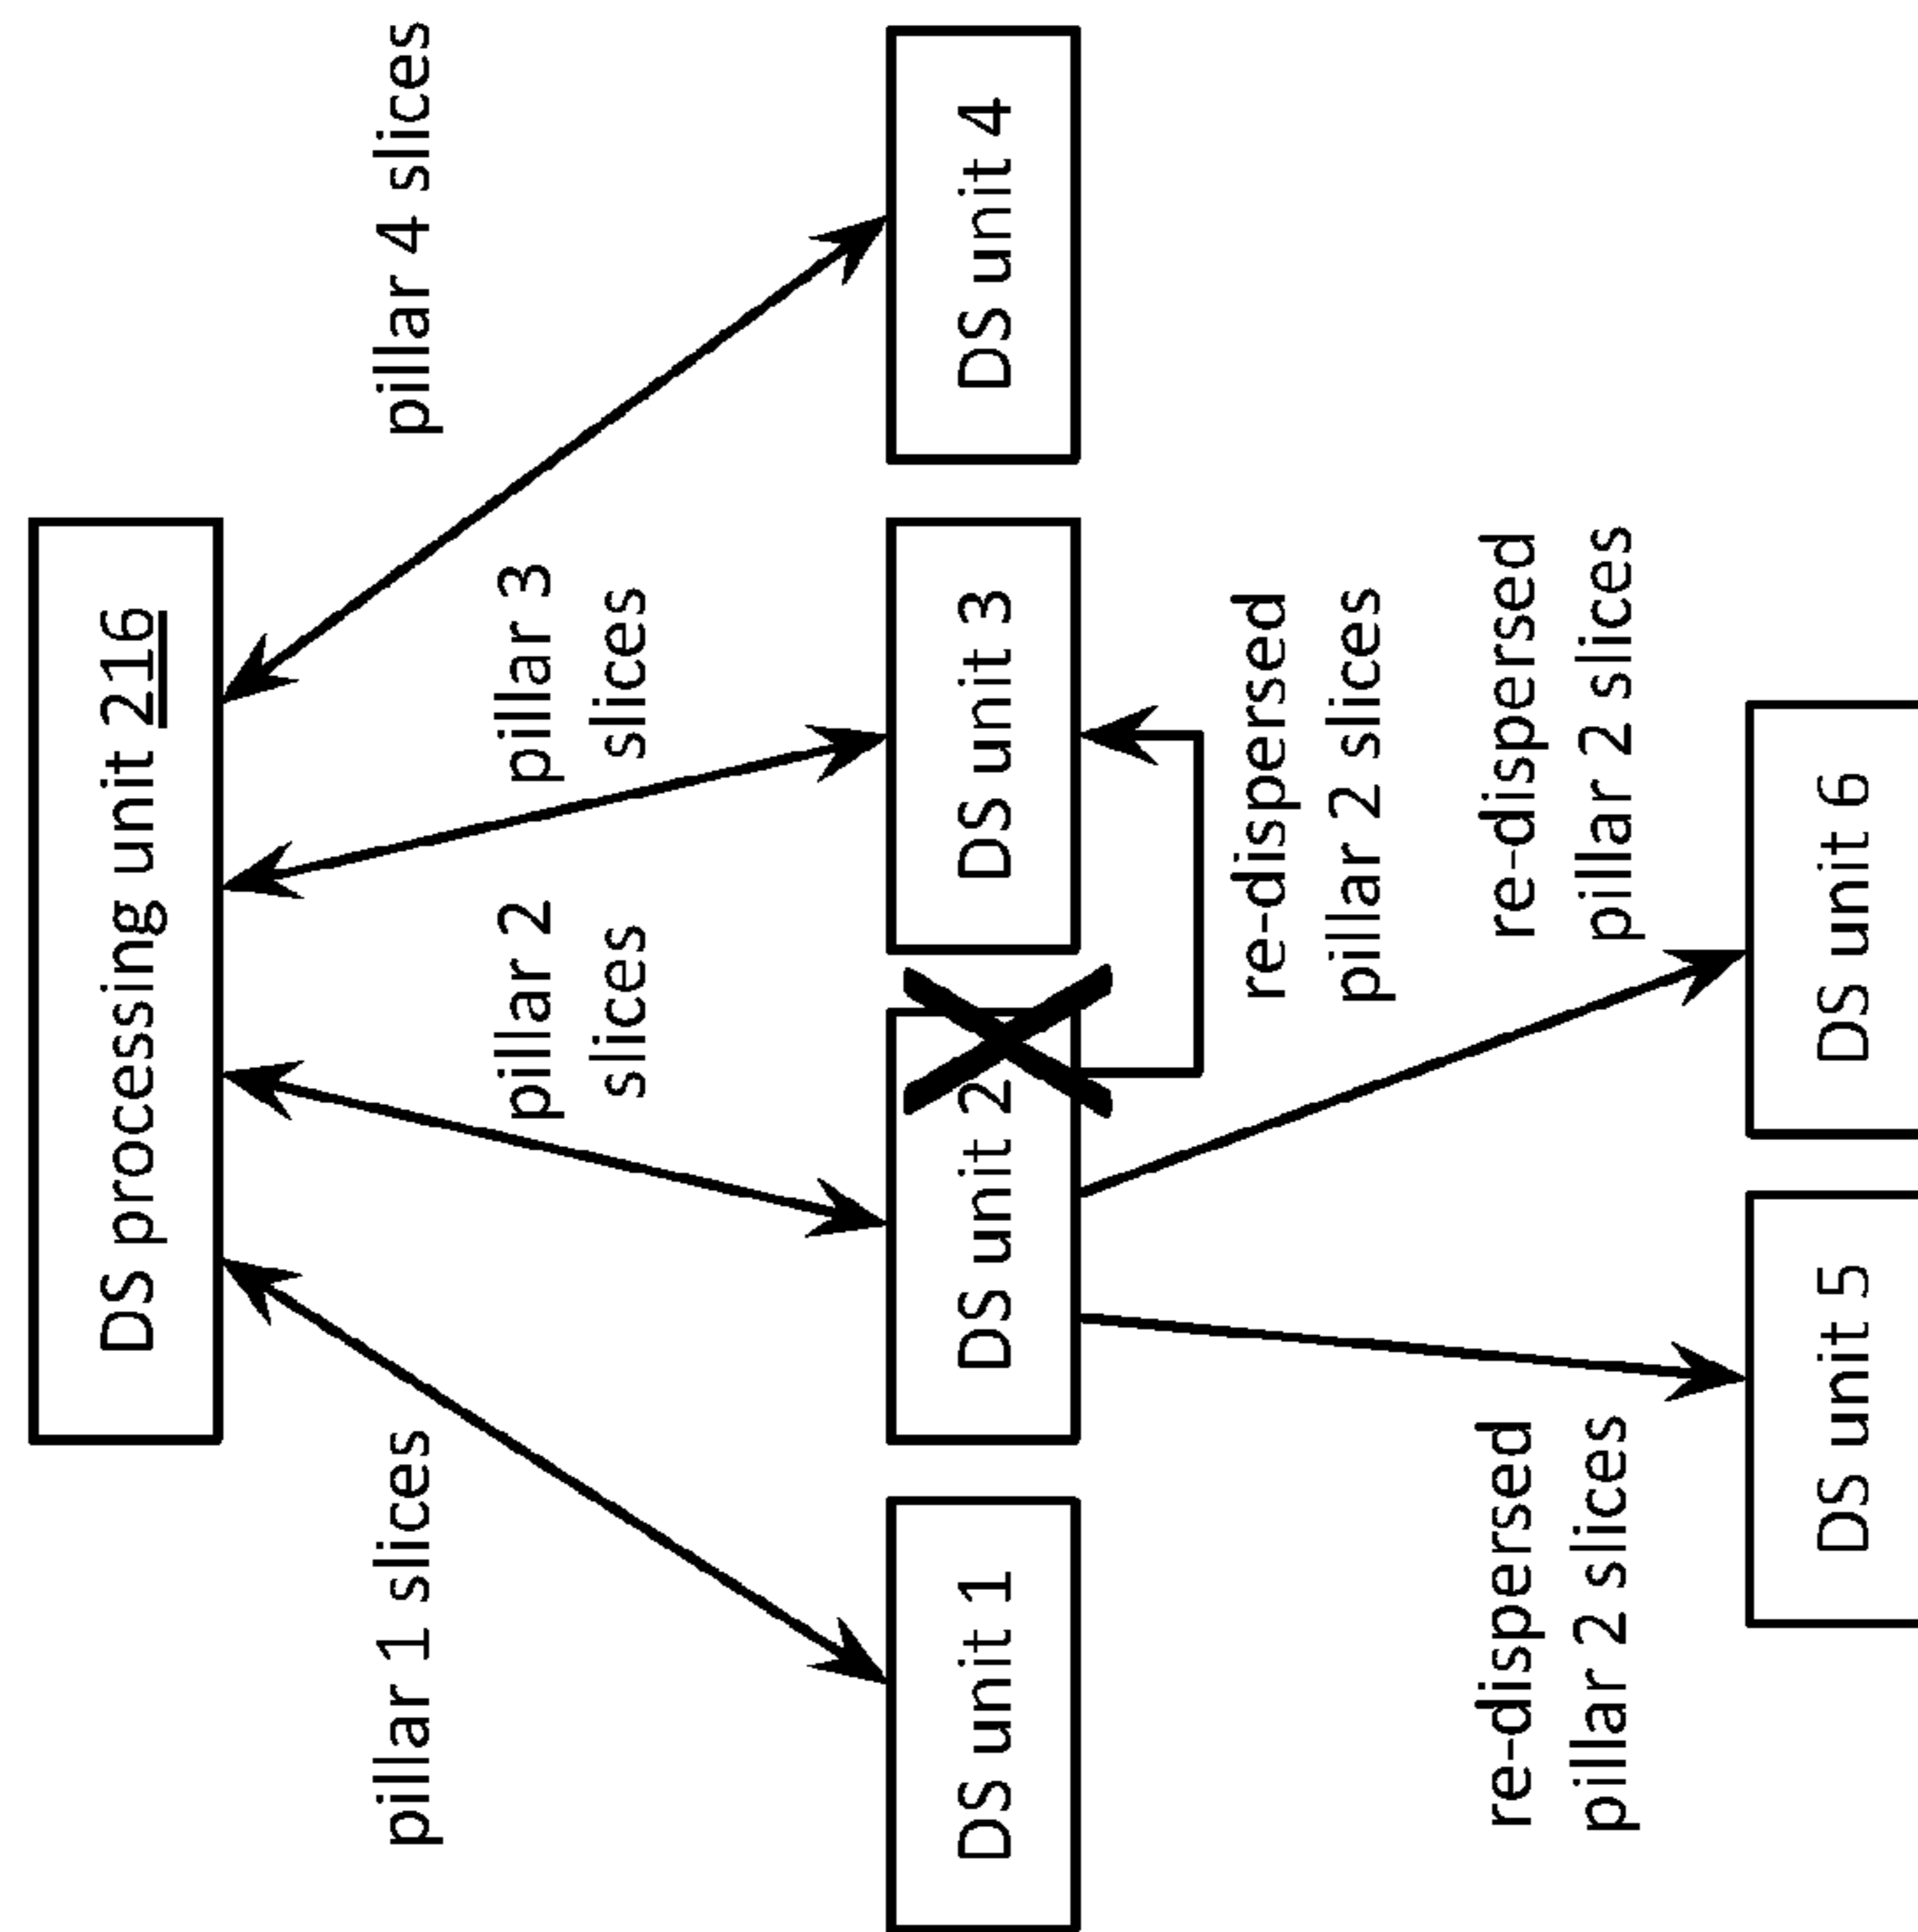 DS processing unit 216
pillar 1 slices
pillar 2
slices
pillar 3
slices
pillar 4 slices
DS unit 1
DS unit 2
DS unit 3
DS unit 4
re-dispersed
pillar 2 slices
re-dispersed
pillar 2 slices
re-dispersed
pillar 2 slices
DS unit 5
DS unit 6